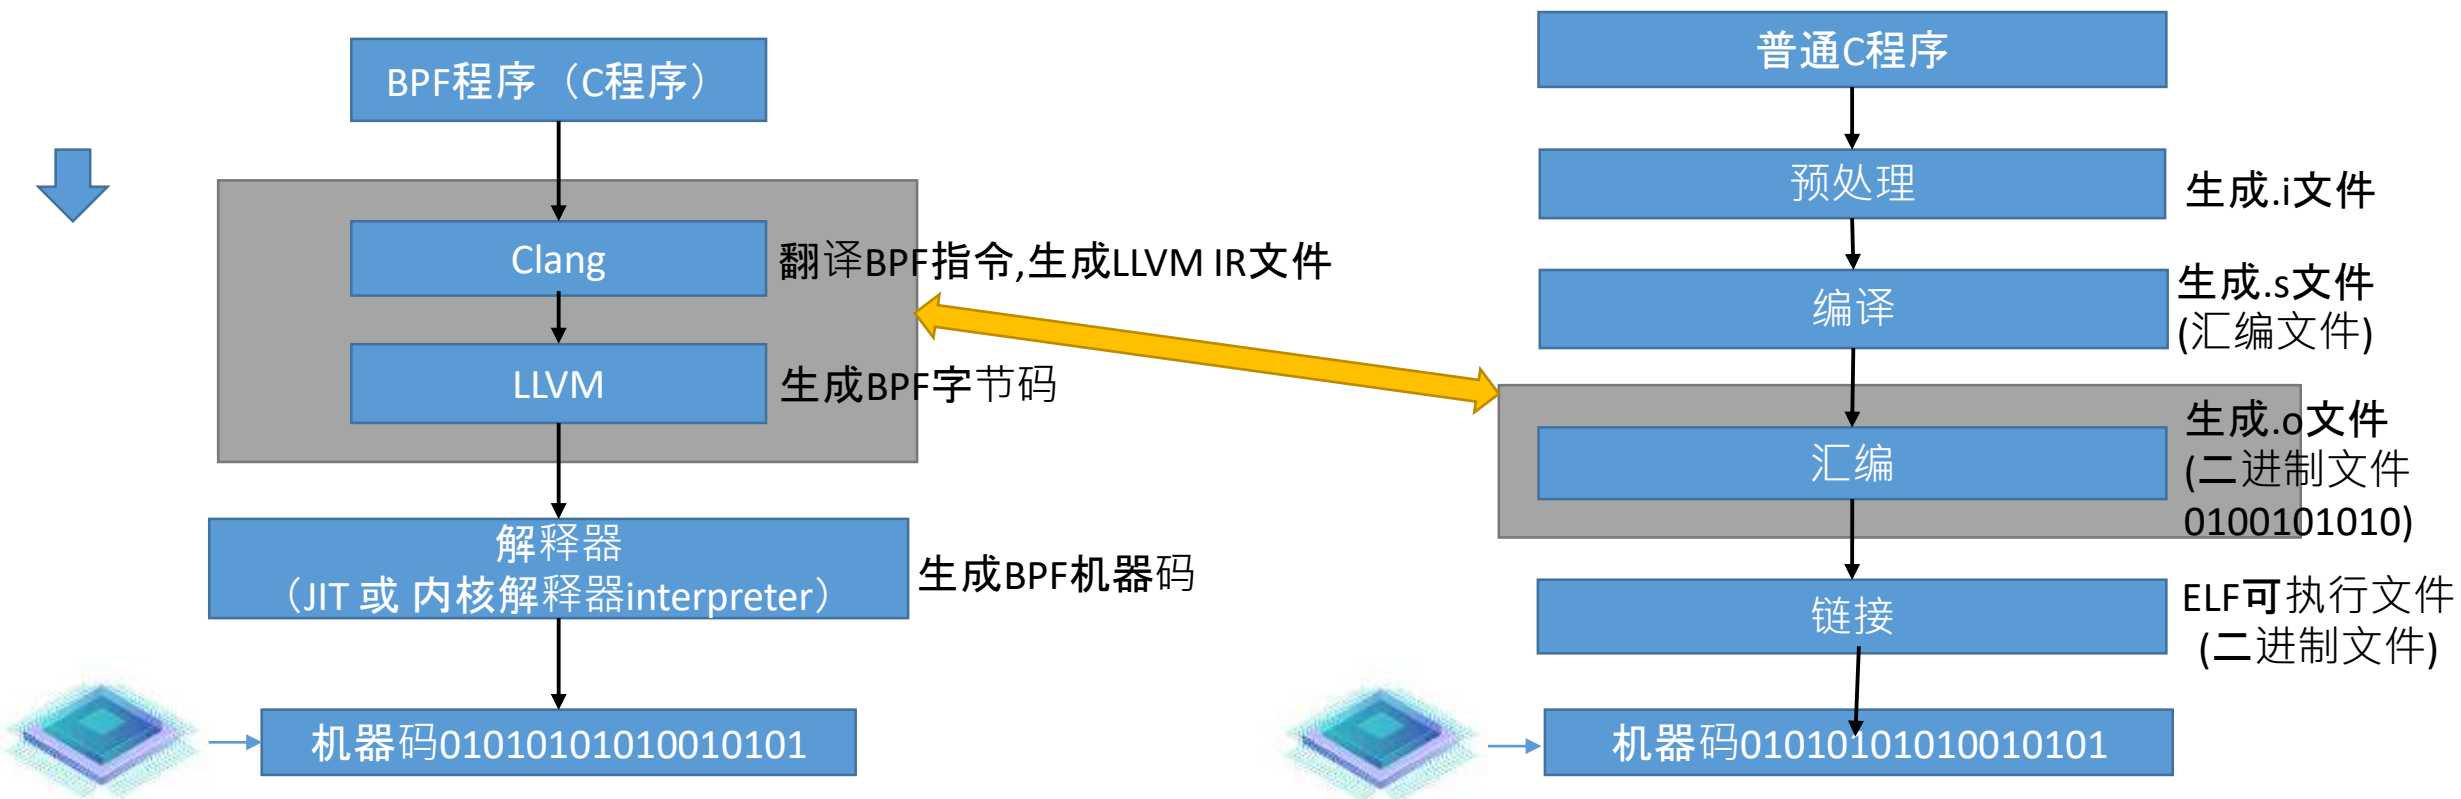 BPF程序（C程序）
Clang
翻译BPF指令,生成LLVM IR文件
LLVM
生成BPF字节码
解释器
（JIT 或 内核解释器interpreter）
生成BPF机器码
机器码01010101010010101
普通C程序
预处理
生成.i文件
编译
生成.s文件
(汇编文件)
汇编
生成.o文件
(二进制文件
0100101010)
链接
ELF可执行文件
(二进制文件)
机器码01010101010010101